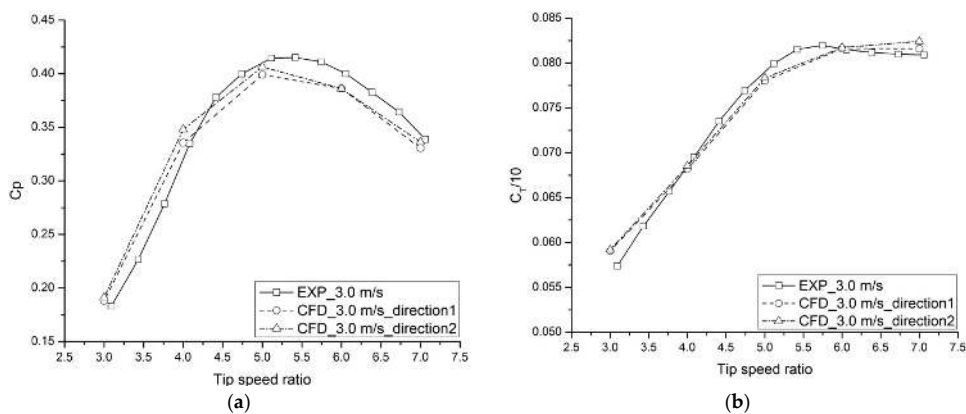 0.45
0.40
0.35
0.30
0.25
0.20
0.15
Cp
EXP_3.0 m/s
CFD_3.0 m/s_direction1
CFD_3.0 m/s_direction2
2.5 3.0 3.5 4.0 4.5 5.0 5.5 6.0 6.5 7.0 7.5
Tip speed ratio
(a)
0.085
0.080
0.075
0.070
0.065
0.060
0.055
0.050
CT/10
EXP_3.0 m/s
CFD_3.0 m/s_direction1
CFD_3.0 m/s_direction2
2.5 3.0 3.5 4.0 4.5 5.0 5.5 6.0 6.5 7.0 7.5
Tip speed ratio
(b)